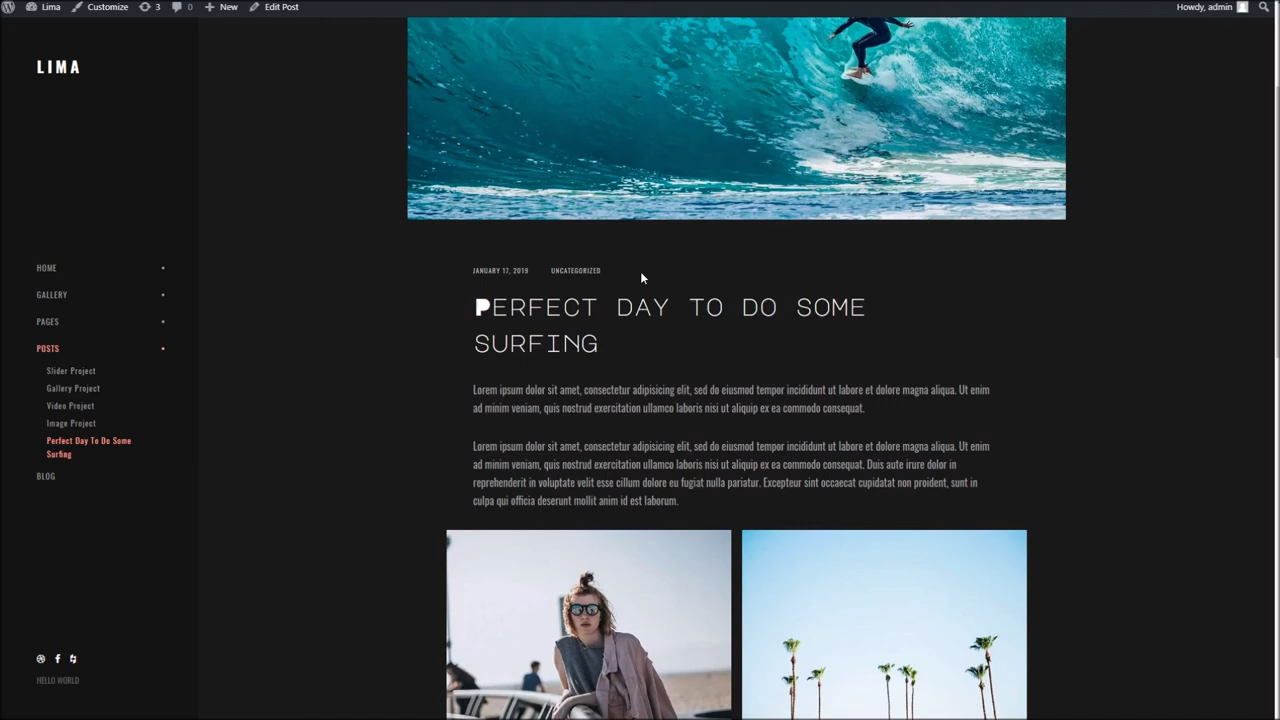 Lima
Customize
3
0
New
Edit Post
Howdy, admin
LIMA
HOME
GALLERY
PAGES
POSTS
Slider Project
Gallery Project
Video Project
Image Project
Perfect Day To Do Some
Surfing
BLOG
HELLO WORLD
JANUARY 17, 2019 UNCATEGORIZED
PERFECT DAY TO DO SOME
SURFING
Lorem ipsum dolor sit amet, consectetur adipisicing elit, sed do eiusmod tempor incididunt ut labore et dolore magna aliqua. Ut enim
ad minim veniam, quis nostrud exercitation ullamco laboris nisi ut aliquip ex ea commodo consequat.
Lorem ipsum dolor sit amet, consectetur adipisicing elit, sed do eiusmod tempor incididunt ut labore et dolore magna aliqua. Ut enim
ad minim veniam, quis nostrud exercitation ullamco laboris nisi ut aliquip ex ea commodo consequat. Duis aute irure dolor in
reprehenderit in voluptate velit esse cillum dolore eu fugiat nulla pariatur. Excepteur sint occaecat cupidatat non proident, sunt in
culpa qui officia deserunt mollit anim id est laborum.